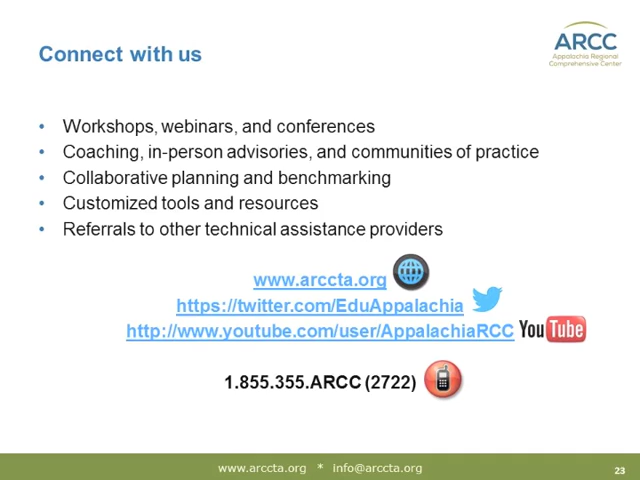 Connect with us
ARCC
Appalachia Regional
Comprehensive Center
• Workshops, webinars, and conferences
• Coaching, in-person advisories, and communities of practice
• Collaborative planning and benchmarking
• Customized tools and resources
• Referrals to other technical assistance providers
www.arccta.org
https://twitter.com/EduAppalachia
http://www.youtube.com/user/AppalachiaRCC YouTube
1.855.355.ARCC (2722)
www.arccta.org * info@arccta.org
23